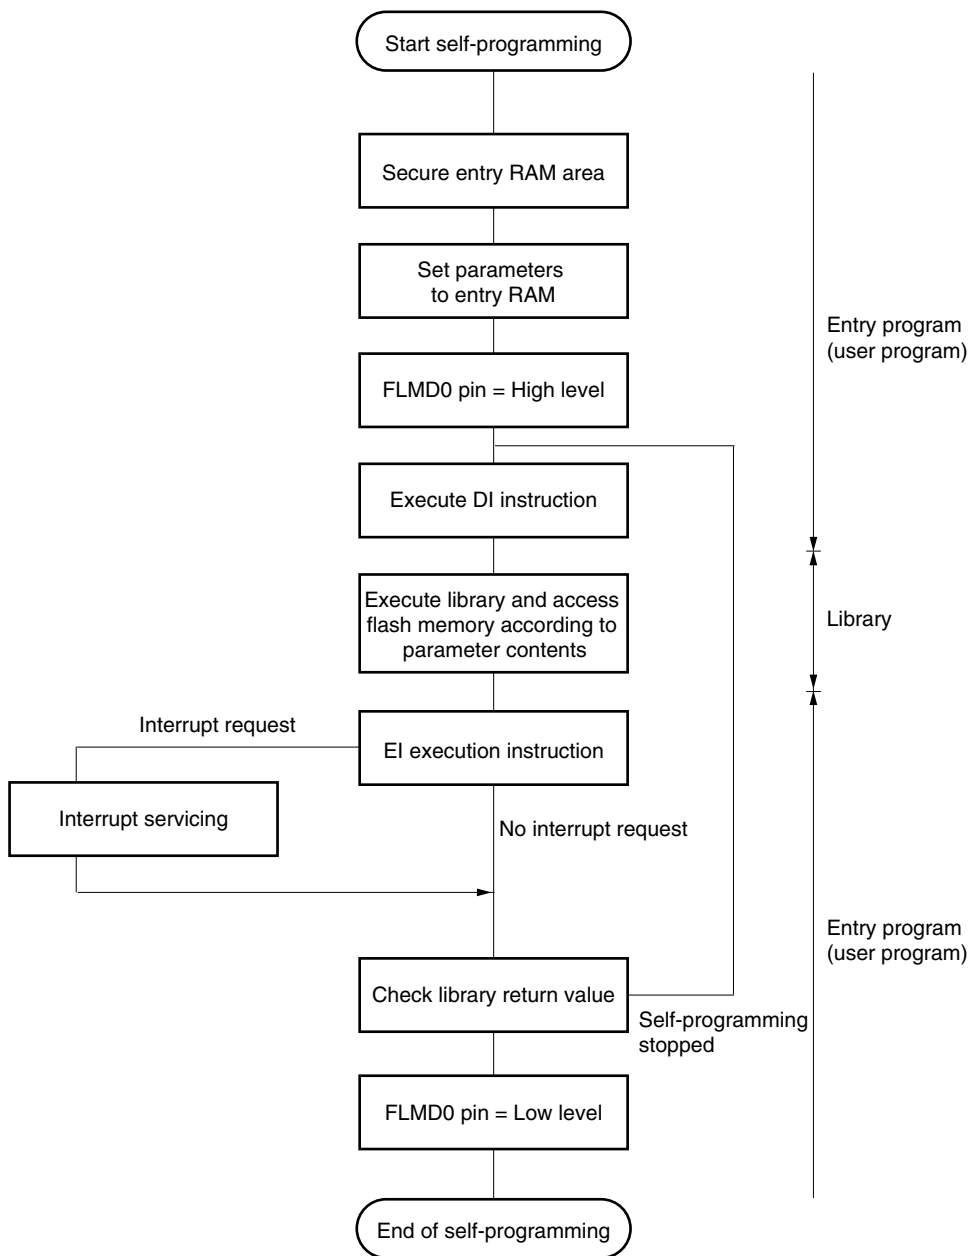 Start self-programming
Secure entry RAM area
Set parameters
to entry RAM
Entry program
(user program)
FLMD0 pin = High level
Execute DI instruction
Execute library and access
flash memory according to
parameter contents
Library
Interrupt request
EI execution instruction
Interrupt servicing
No interrupt request
Entry program
(user program)
Check library return value
Self-programming
stopped
FLMD0 pin = Low level
End of self-programming